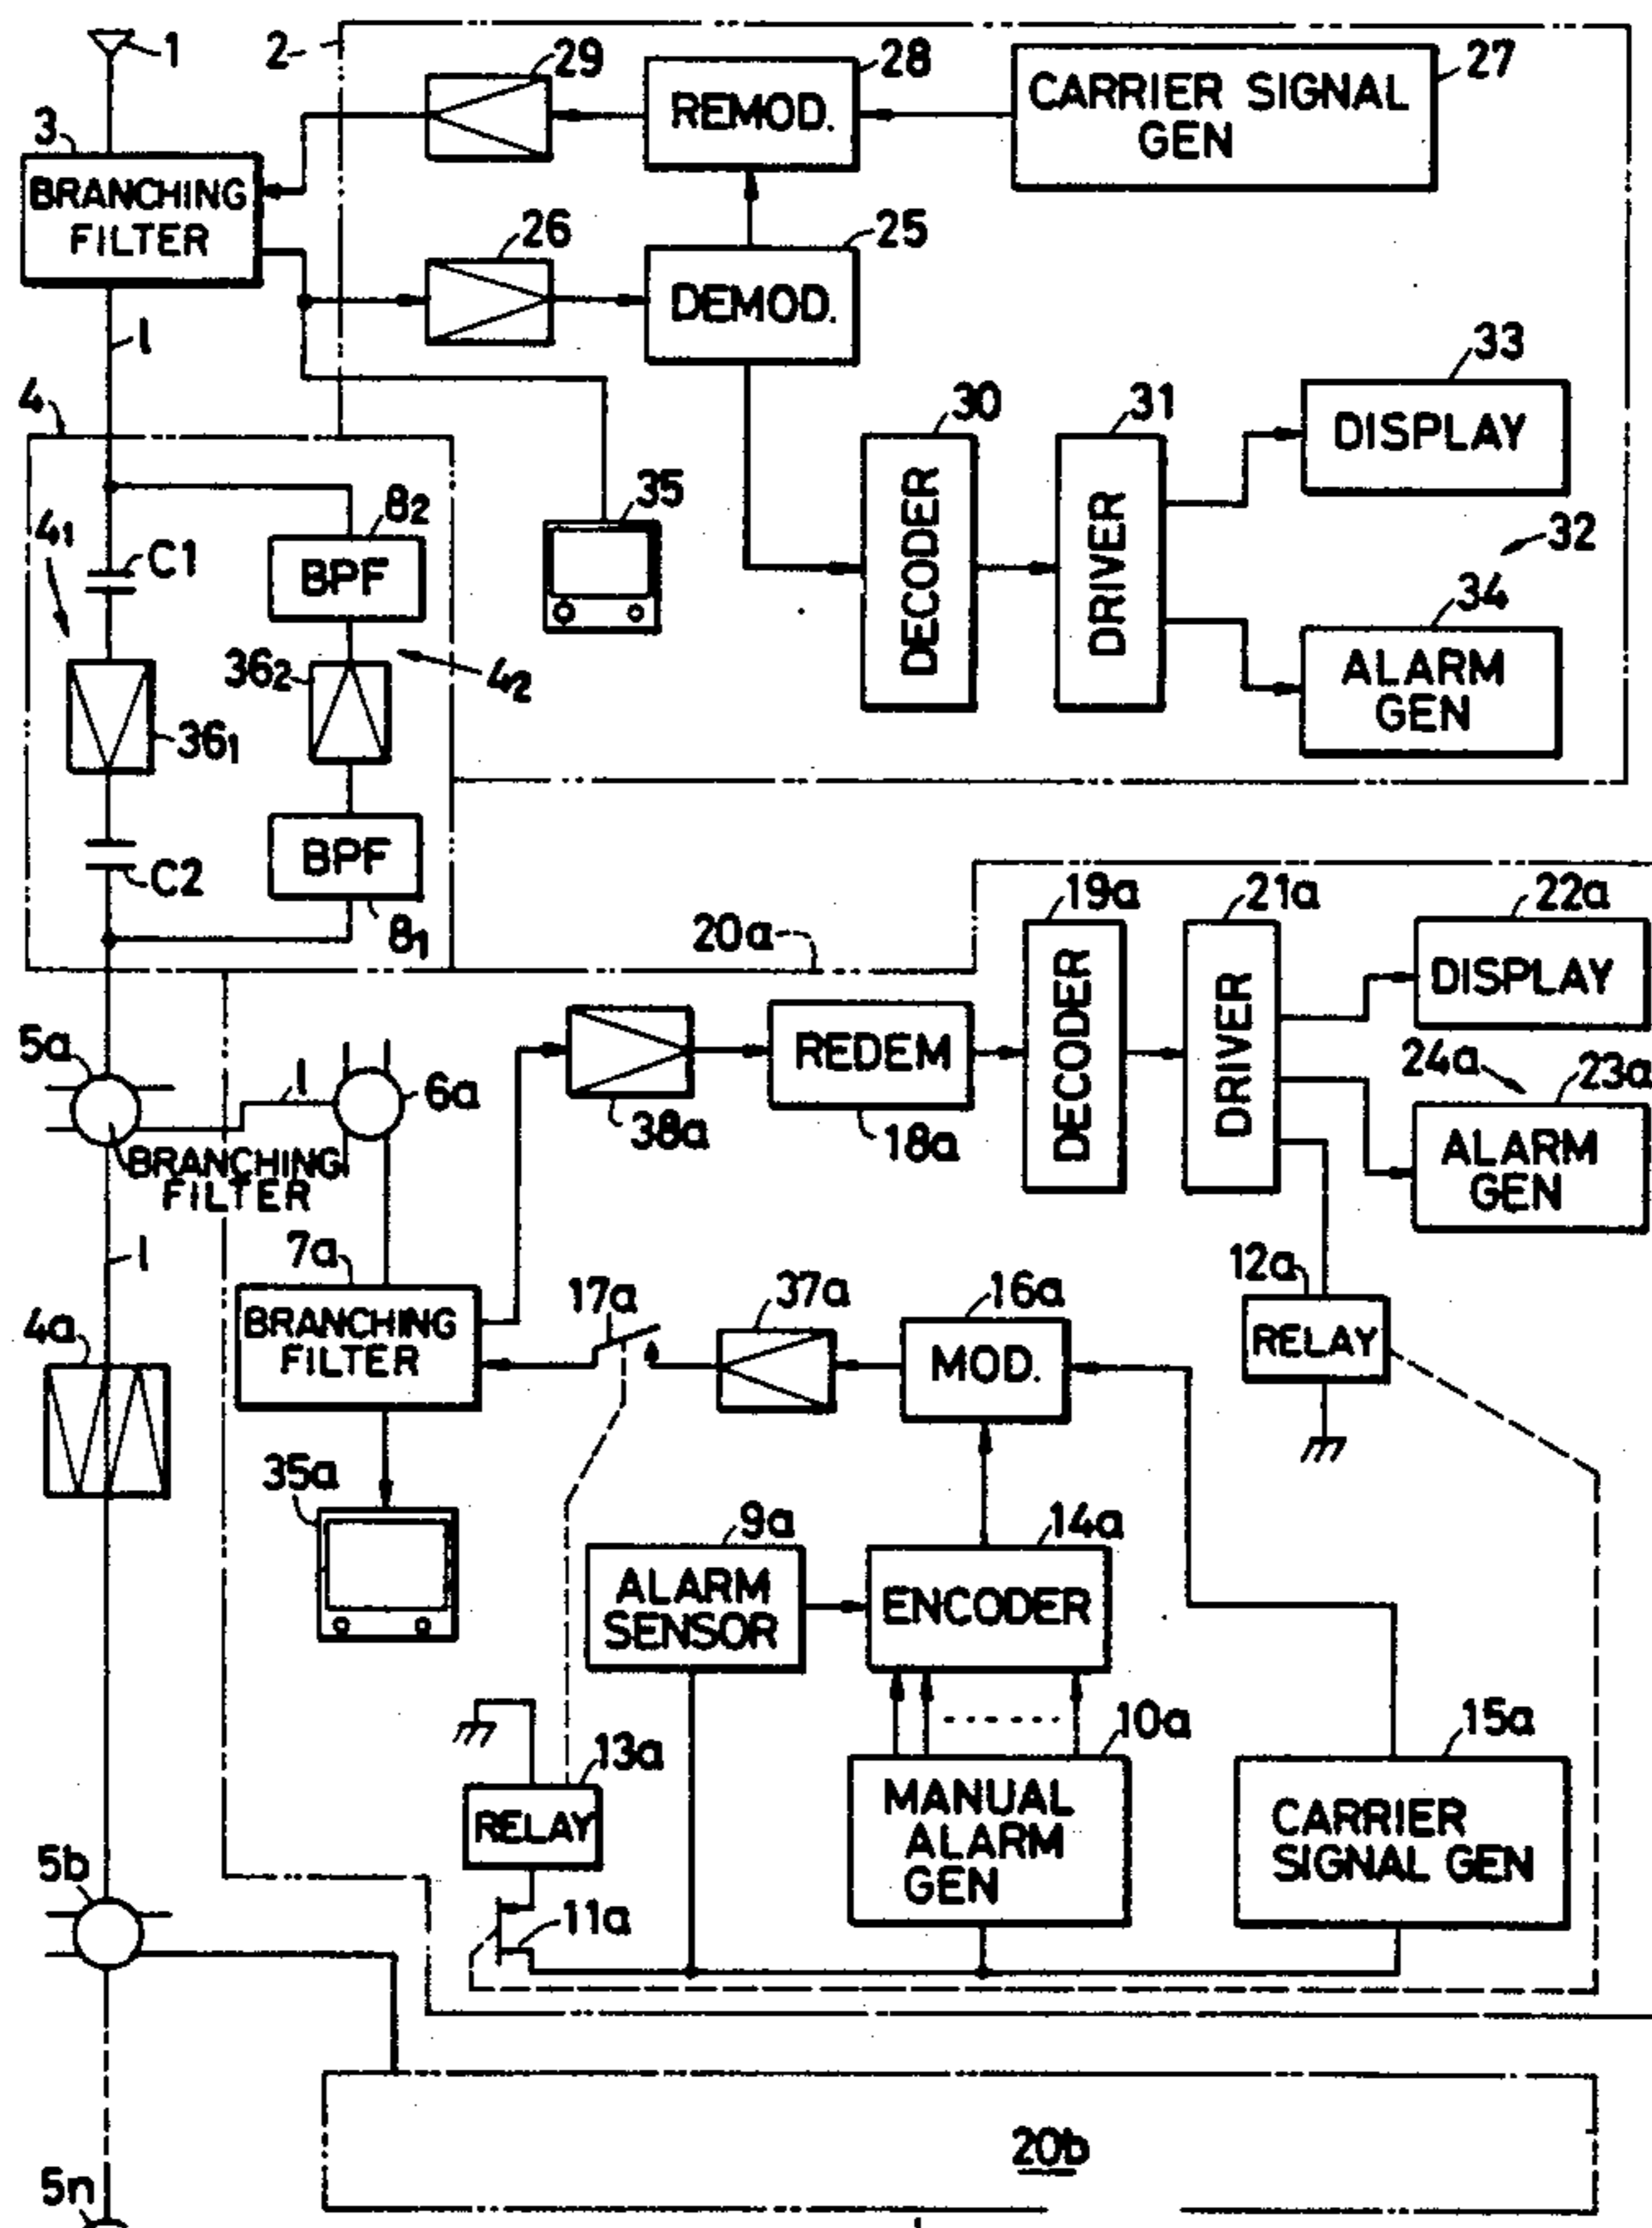 1
2
29
28
CARRIER SIGNAL
GEN
27
REMOD.
3
BRANCHING
FILTER
26
25
DEMOD.
l
33
DISPLAY
4
30
31
35
8₂
4₁
C1
BPF
DECODER
DRIVER
32
34
ALARM
GEN
36₂
4₂
36₁
BPF
C2
8₁
20a
19a
21a
22a
DISPLAY
5a
l
6a
REDEM
DECODER
DRIVER
24a
23a
38a
18a
ALARM
GEN
BRANCHING
FILTER
l
7a
17a
37a
16a
12a
BRANCHING
FILTER
MOD.
RELAY
4a
35a
9a
14a
ALARM
SENSOR
ENCODER
10a
15a
13a
RELAY
MANUAL
ALARM
GEN
CARRIER
SIGNAL GEN
5b
11a
20b
5n